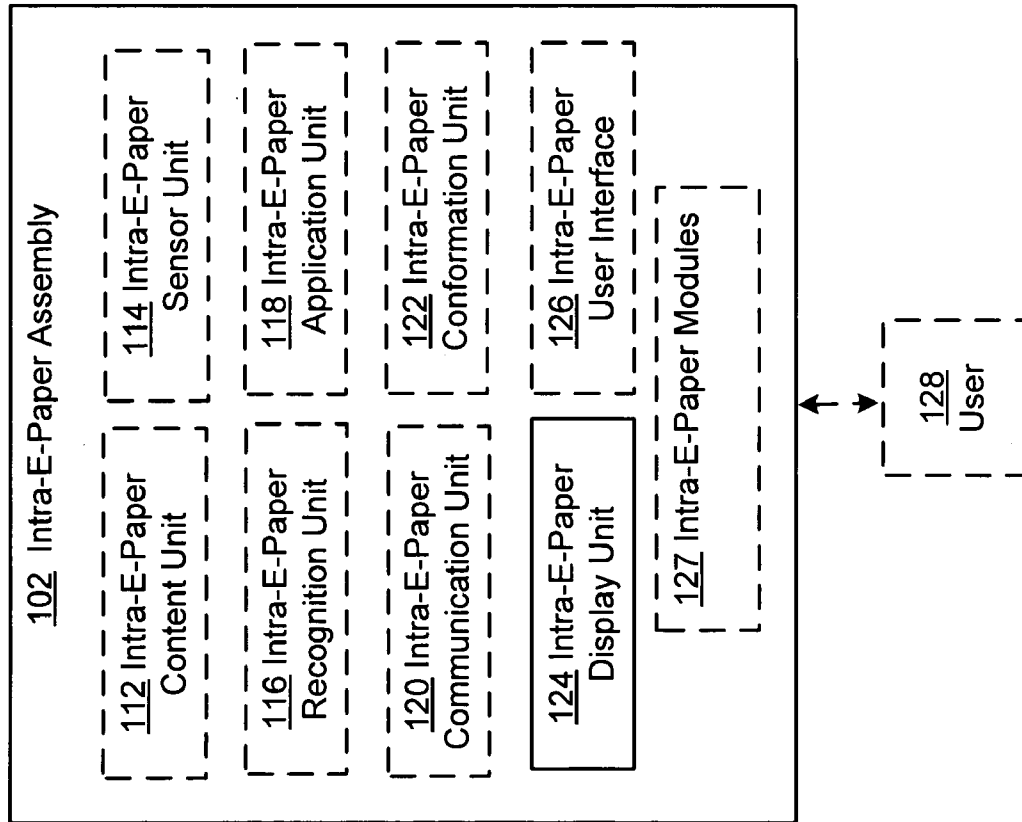 102 Intra-E-Paper Assembly
112 Intra-E-Paper
Content Unit
114 Intra-E-Paper
Sensor Unit
116 Intra-E-Paper
Recognition Unit
118 Intra-E-Paper
Application Unit
120 Intra-E-Paper
Communication Unit
122 Intra-E-Paper
Conformation Unit
124 Intra-E-Paper
Display Unit
126 Intra-E-Paper
User Interface
127 Intra-E-Paper Modules
128
User